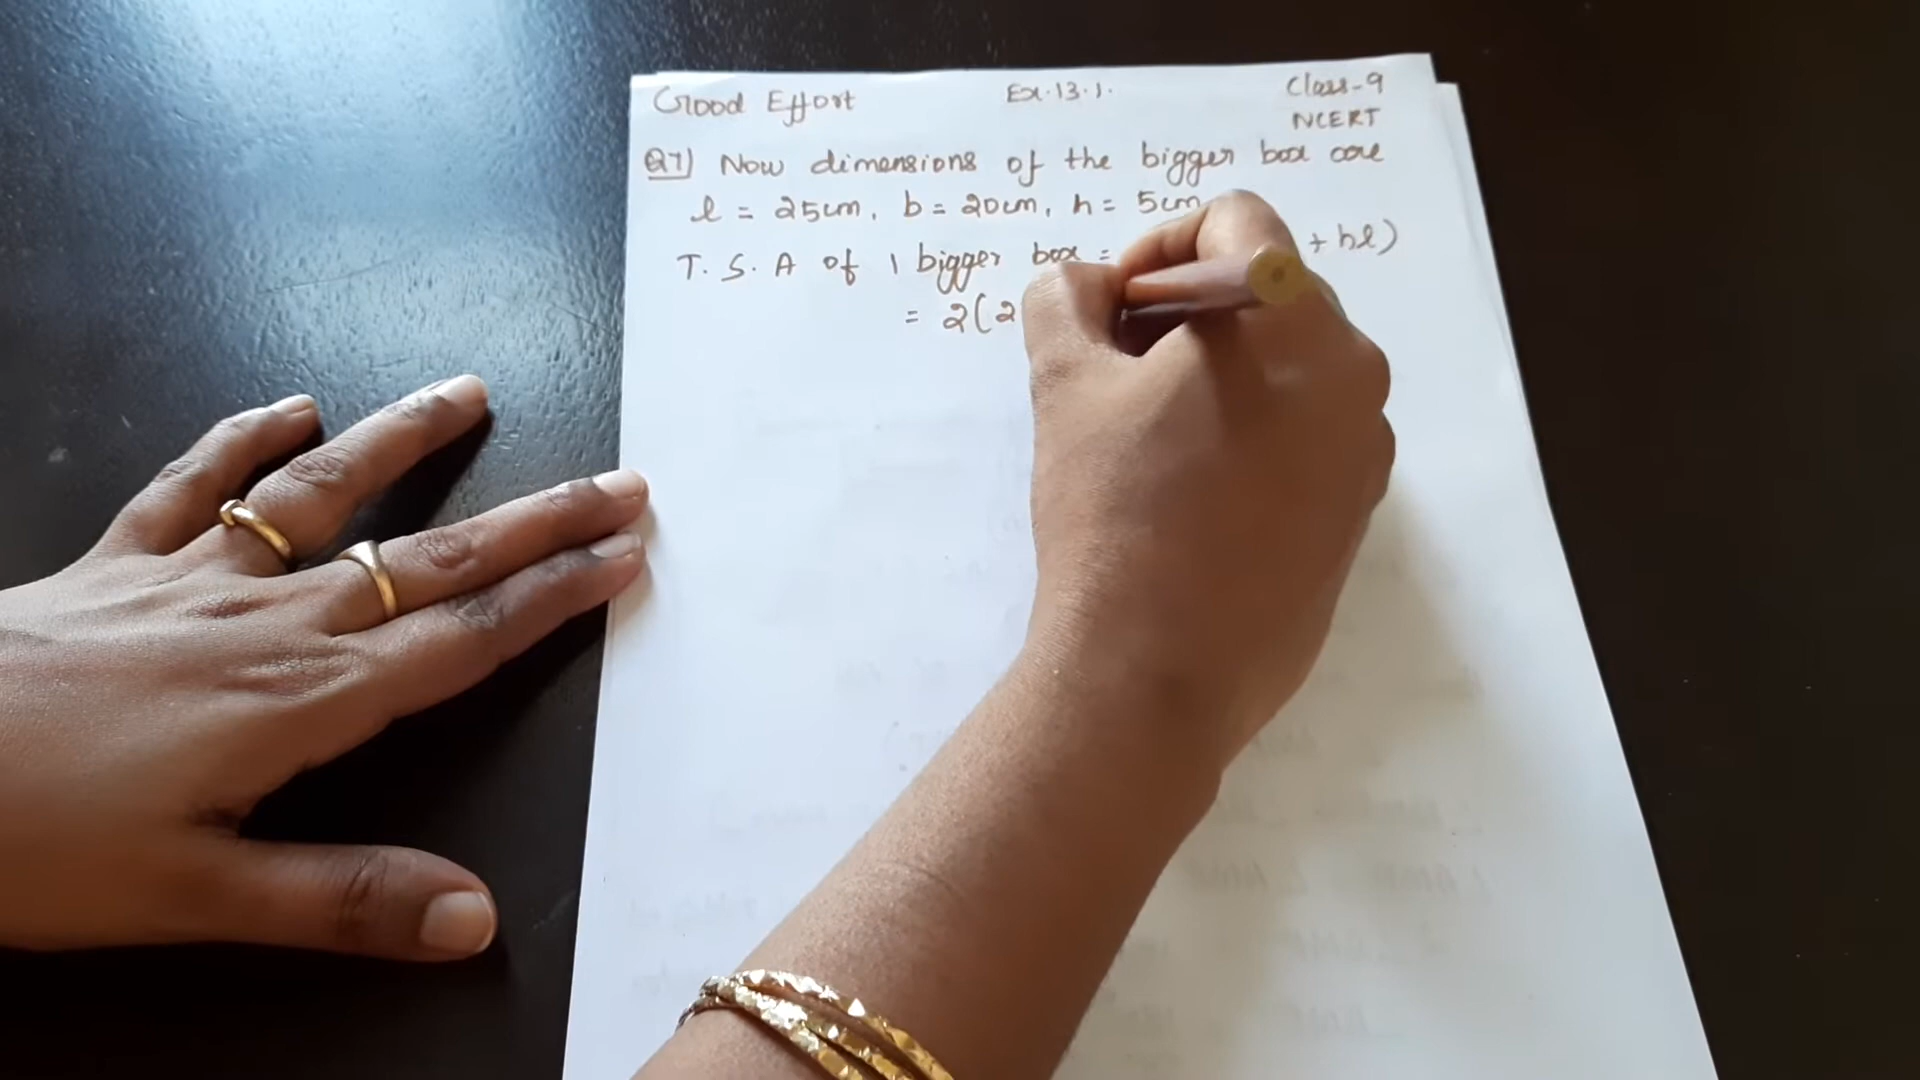 Good Effort Ex.13.1. Class-9
NCERT
Q7) Now dimensions of the bigger box are
l = 25cm, b = 20cm, h = 5cm
T. S. A of 1 bigger box = + hl)
= 2(2